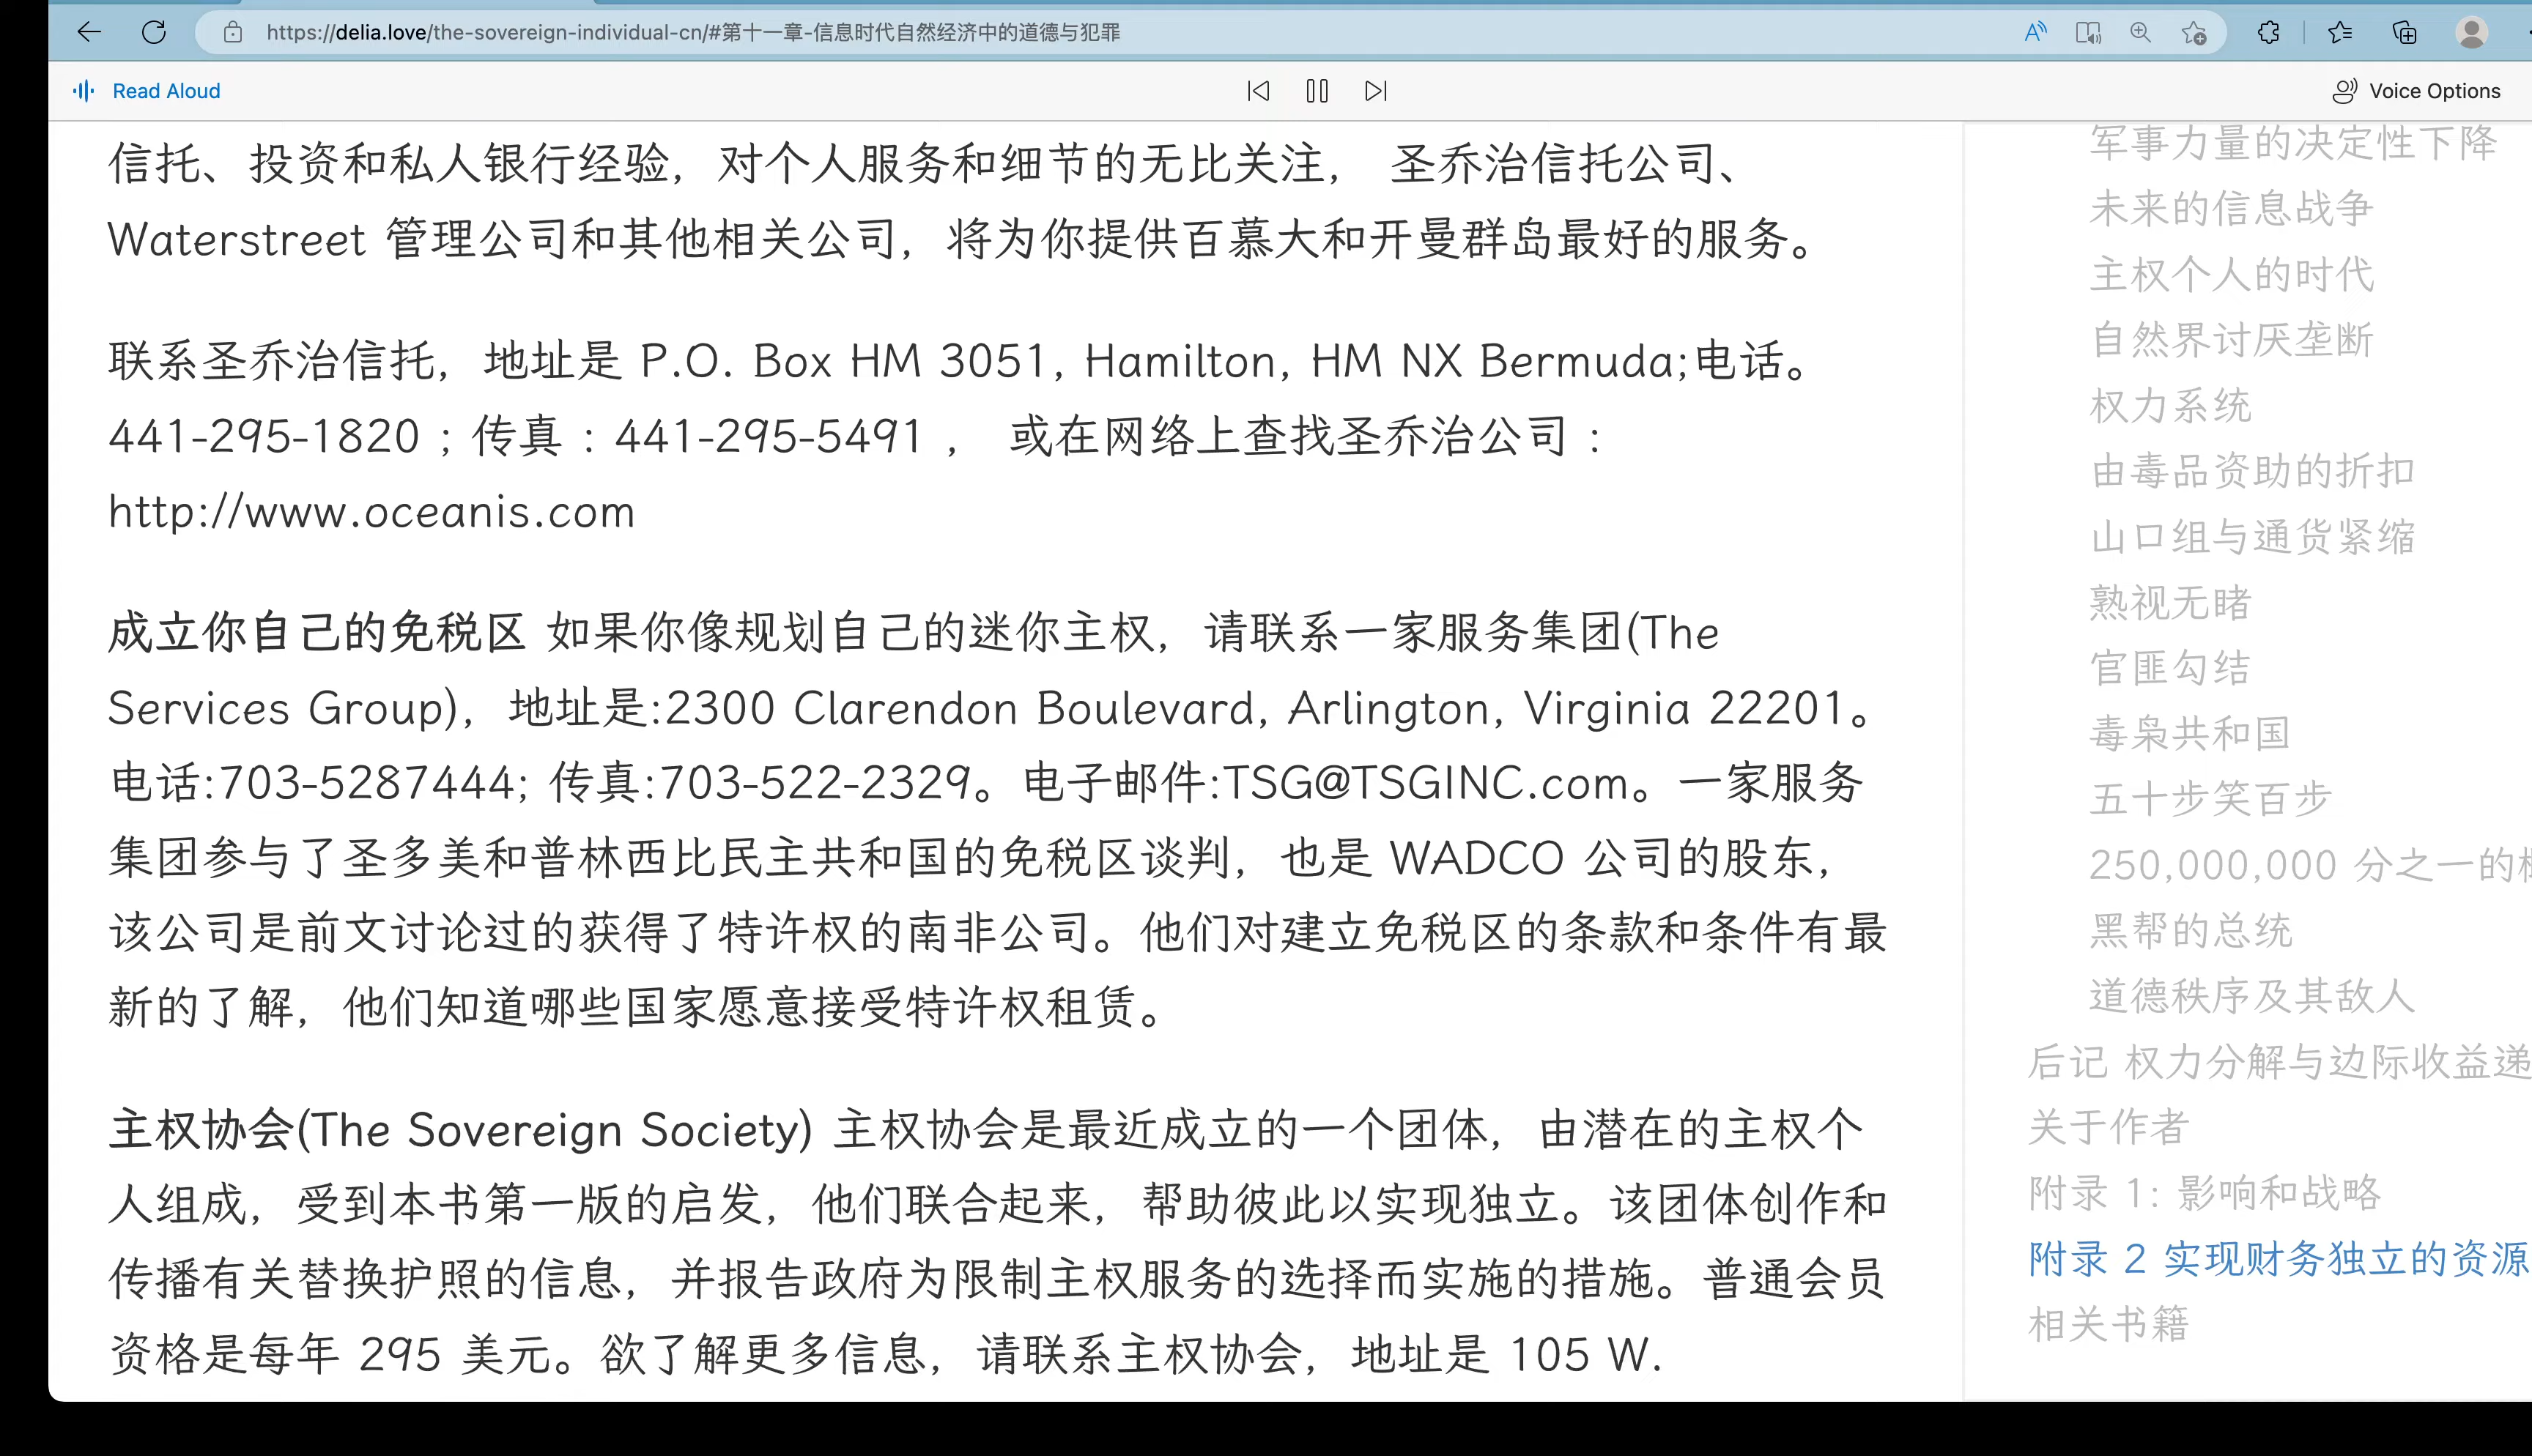 https://delia.love/the-sovereign-individual-cn/#第十一章-信息时代自然经济中的道德与犯罪
Read Aloud
Voice Options
信托、投资和私人银行经验，对个人服务和细节的无比关注， 圣乔治信托公司、
Waterstreet 管理公司和其他相关公司，将为你提供百慕大和开曼群岛最好的服务。
联系圣乔治信托，地址是 P.O. Box HM 3051, Hamilton, HM NX Bermuda;电话。
441-295-1820；传真：441-295-5491， 或在网络上查找圣乔治公司：
http://www.oceanis.com
成立你自己的免税区 如果你像规划自己的迷你主权，请联系一家服务集团(The
Services Group)，地址是:2300 Clarendon Boulevard, Arlington, Virginia 22201。
电话:703-5287444; 传真:703-522-2329。电子邮件:TSG@TSGINC.com。一家服务
集团参与了圣多美和普林西比民主共和国的免税区谈判，也是 WADCO 公司的股东，
该公司是前文讨论过的获得了特许权的南非公司。他们对建立免税区的条款和条件有最
新的了解，他们知道哪些国家愿意接受特许权租赁。
主权协会(The Sovereign Society) 主权协会是最近成立的一个团体，由潜在的主权个
人组成，受到本书第一版的启发，他们联合起来，帮助彼此以实现独立。该团体创作和
传播有关替换护照的信息，并报告政府为限制主权服务的选择而实施的措施。普通会员
资格是每年 295 美元。欲了解更多信息，请联系主权协会，地址是 105 W.
军事力量的决定性下降
未来的信息战争
主权个人的时代
自然界讨厌垄断
权力系统
由毒品资助的折扣
山口组与通货紧缩
熟视无睹
官匪勾结
毒枭共和国
五十步笑百步
250,000,000 分之一的
黑帮的总统
道德秩序及其敌人
后记 权力分解与边际收益递
关于作者
附录 1: 影响和战略
附录 2 实现财务独立的资源
相关书籍